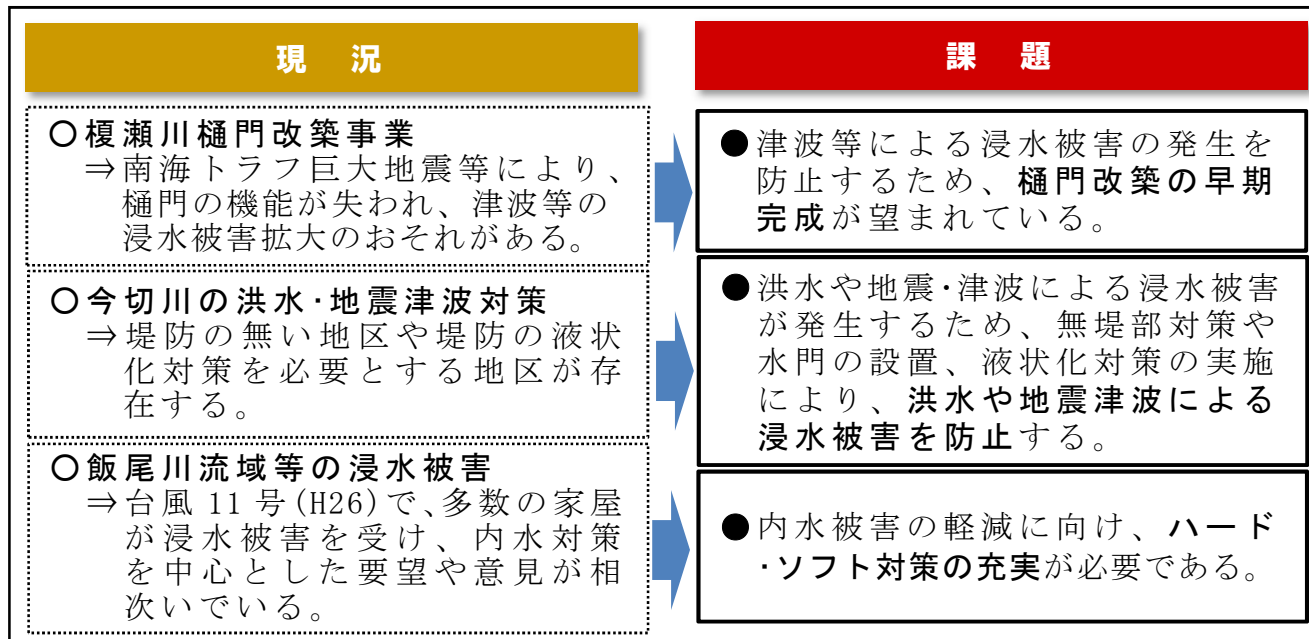 現 況
〇榎瀬川樋門改築事業
⇒南海トラフ巨大地震等により、
樋門の機能が失われ、津波等の
浸水被害拡大のおそれがある。
〇今切川の洪水・地震津波対策
⇒堤防の無い地区や堤防の液状
化対策を必要とする地区が存
在する。
〇飯尾川流域等の浸水被害
⇒台風 11 号(H26)で、多数の家屋
が浸水被害を受け、内水対策
を中心とした要望や意見が相
次いでいる。
課 題
●津波等による浸水被害の発生を
防止するため、樋門改築の早期
完成が望まれている。
●洪水や地震・津波による浸水被害
が発生するため、無堤部対策や
水門の設置、液状化対策の実施
により、洪水や地震津波による
浸水被害を防止する。
●内水被害の軽減に向け、ハード
・ソフト対策の充実が必要である。